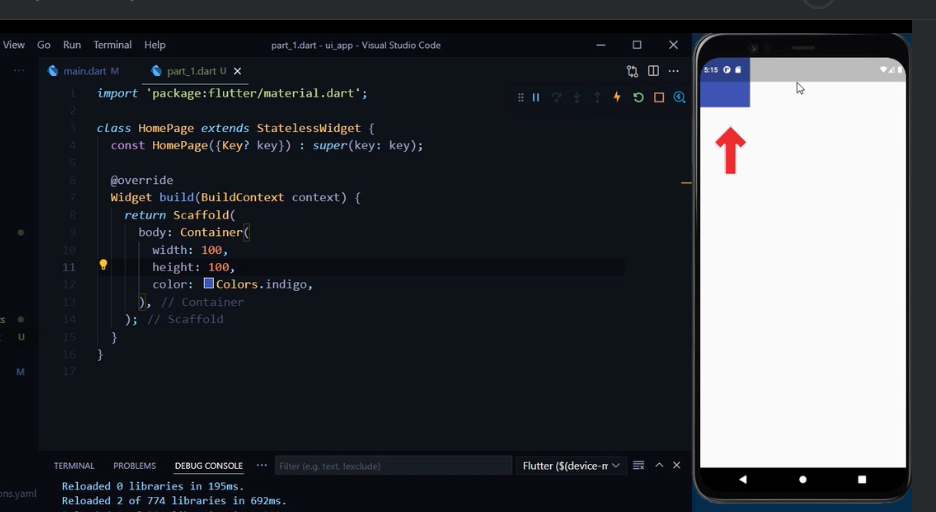 View Go Run Terminal Help part_1.dart - ui_app - Visual Studio Code
main.dart M part_1.dart U
1 import 'package:flutter/material.dart';
2
3 class HomePage extends StatelessWidget {
4 const HomePage({Key? key}) : super(key: key);
5
6 @override
7 Widget build(BuildContext context) {
8 return Scaffold(
9 body: Container(
10 width: 100,
11 height: 100,
12 color: Colors.indigo,
13 ), // Container
14 ); // Scaffold
15 }
16 }
17
U
M
5:15
TERMINAL PROBLEMS DEBUG CONSOLE Filter (e.g. text, !exclude) Flutter ($(device-m
Reloaded 0 libraries in 195ms.
ons.yaml
Reloaded 2 of 774 libraries in 692ms.